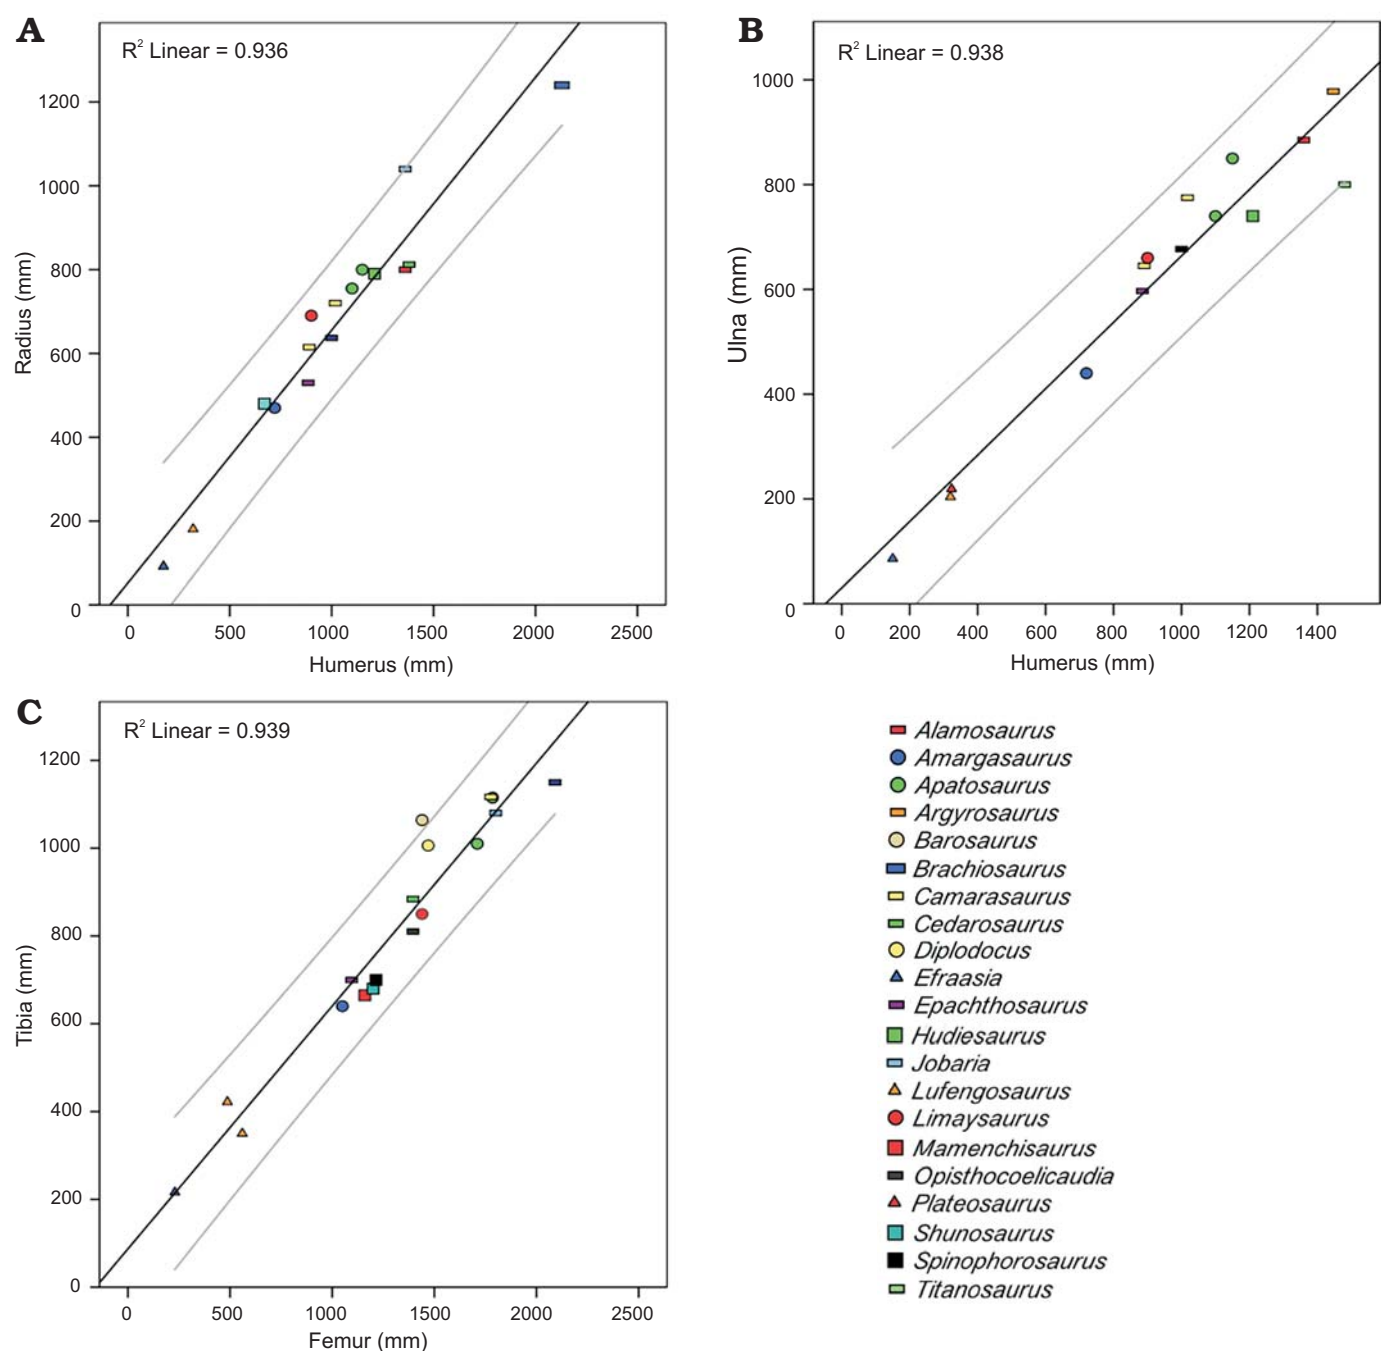 A
R² Linear = 0.936
1200
1000
800
600
400
200
0
0 500 1000 1500 2000 2500
Radius (mm)
Humerus (mm)
B
R² Linear = 0.938
1000
800
600
400
200
0
0 200 400 600 800 1000 1200 1400
Ulna (mm)
Humerus (mm)
C
R² Linear = 0.939
1200
1000
800
600
400
200
0
0 500 1000 1500 2000 2500
Tibia (mm)
Femur (mm)
Alamosaurus
Amargasaurus
Apatosaurus
Argyrosaurus
Barosaurus
Brachiosaurus
Camarasaurus
Cedarosaurus
Diplodocus
Efraasia
Epachthosaurus
Hudiesaurus
Jobaria
Lufengosaurus
Limaysaurus
Mamenchisaurus
Opisthocoelicaudia
Plateosaurus
Shunosaurus
Spinophorosaurus
Titanosaurus